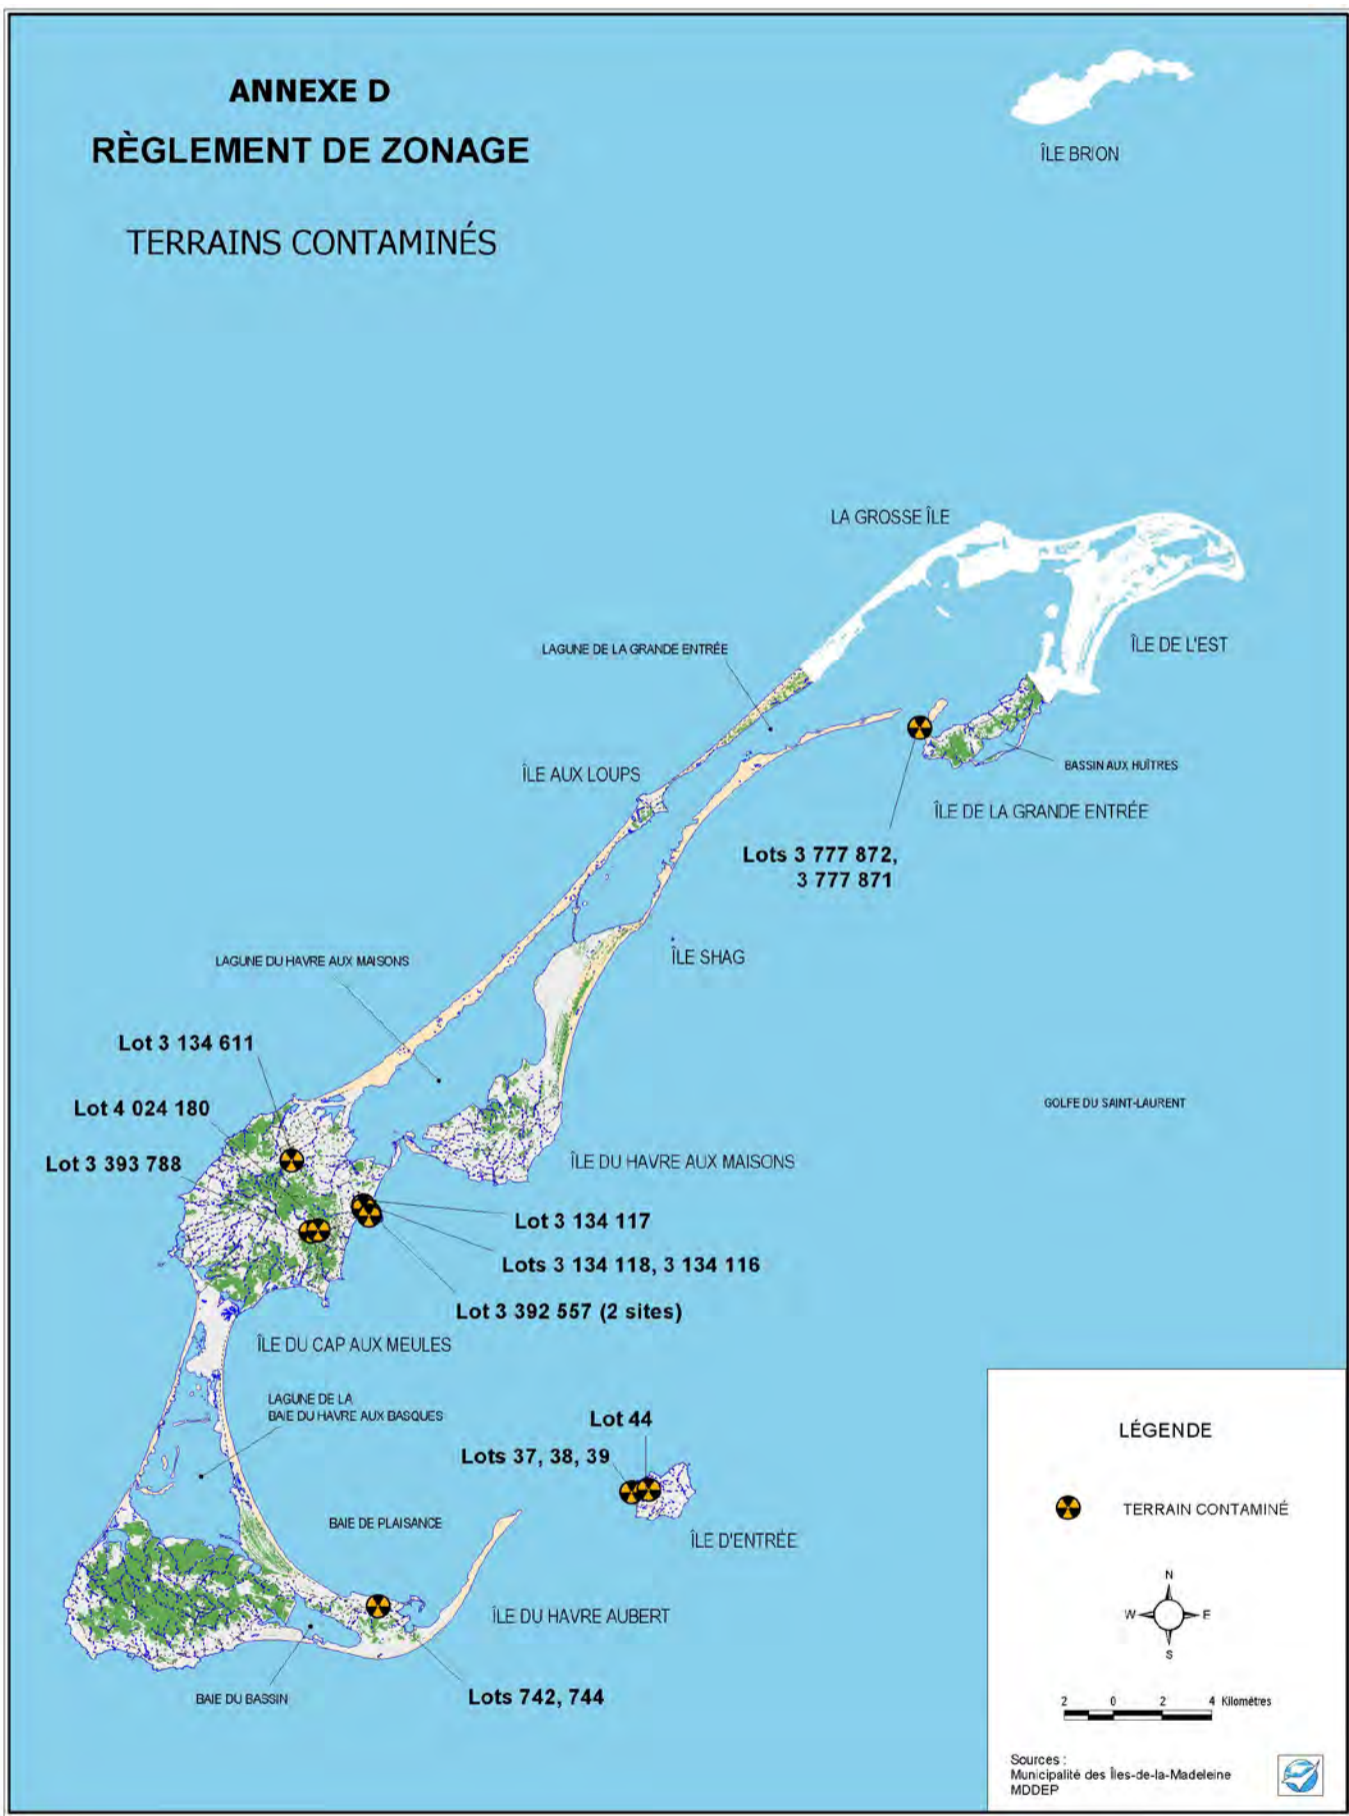 ANNEXE D
RÈGLEMENT DE ZONAGE
TERRAINS CONTAMINÉS
ÎLE BRION
LA GROSSE ÎLE
ÎLE DE L'EST
LAGUNE DE LA GRANDE ENTRÉE
BASSIN AUX HUÎTRES
ÎLE AUX LOUPS
ÎLE DE LA GRANDE ENTRÉE
Lots 3 777 872,
3 777 871
ÎLE SHAG
LAGUNE DU HAVRE AUX MAISONS
Lot 3 134 611
Lot 4 024 180
GOLFE DU SAINT-LAURENT
Lot 3 393 788
ÎLE DU HAVRE AUX MAISONS
Lot 3 134 117
Lots 3 134 118, 3 134 116
Lot 3 392 557 (2 sites)
ÎLE DU CAP AUX MEULES
LAGUNE DE LA
BAIE DU HAVRE AUX BASQUES
Lot 44
Lots 37, 38, 39
BAIE DE PLAISANCE
ÎLE D'ENTRÉE
ÎLE DU HAVRE AUBERT
BAIE DU BASSIN
Lots 742, 744
LÉGENDE
TERRAIN CONTAMINÉ
N
W E
S
2 0 2 4 Kilomètres
Sources :
Municipalité des Îles-de-la-Madeleine
MDDEP